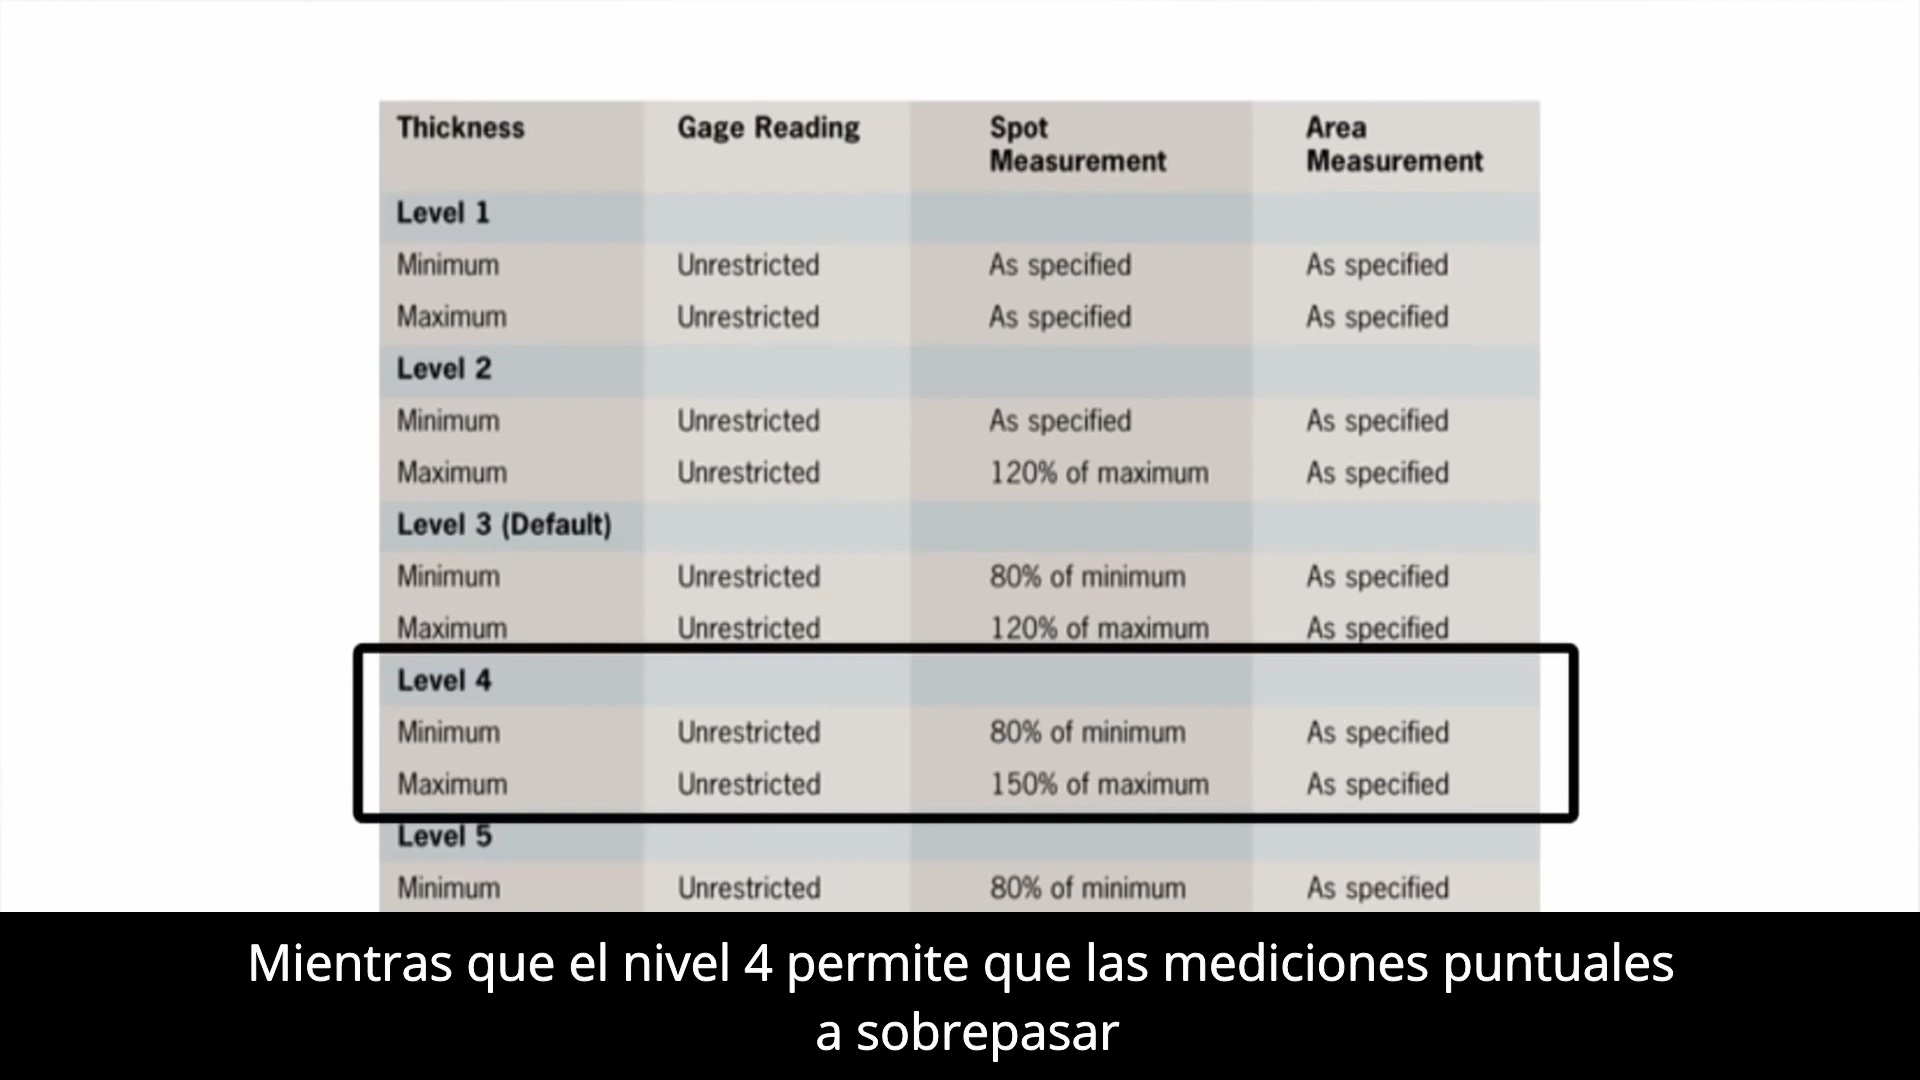 Thickness Gage Reading Spot Measurement Area Measurement
Level 1
Minimum Unrestricted As specified As specified
Maximum Unrestricted As specified As specified
Level 2
Minimum Unrestricted As specified As specified
Maximum Unrestricted 120% of maximum As specified
Level 3 (Default)
Minimum Unrestricted 80% of minimum As specified
Maximum Unrestricted 120% of maximum As specified
Level 4
Minimum Unrestricted 80% of minimum As specified
Maximum Unrestricted 150% of maximum As specified
Level 5
Minimum Unrestricted 80% of minimum As specified
Mientras que el nivel 4 permite que las mediciones puntuales
a sobrepasar